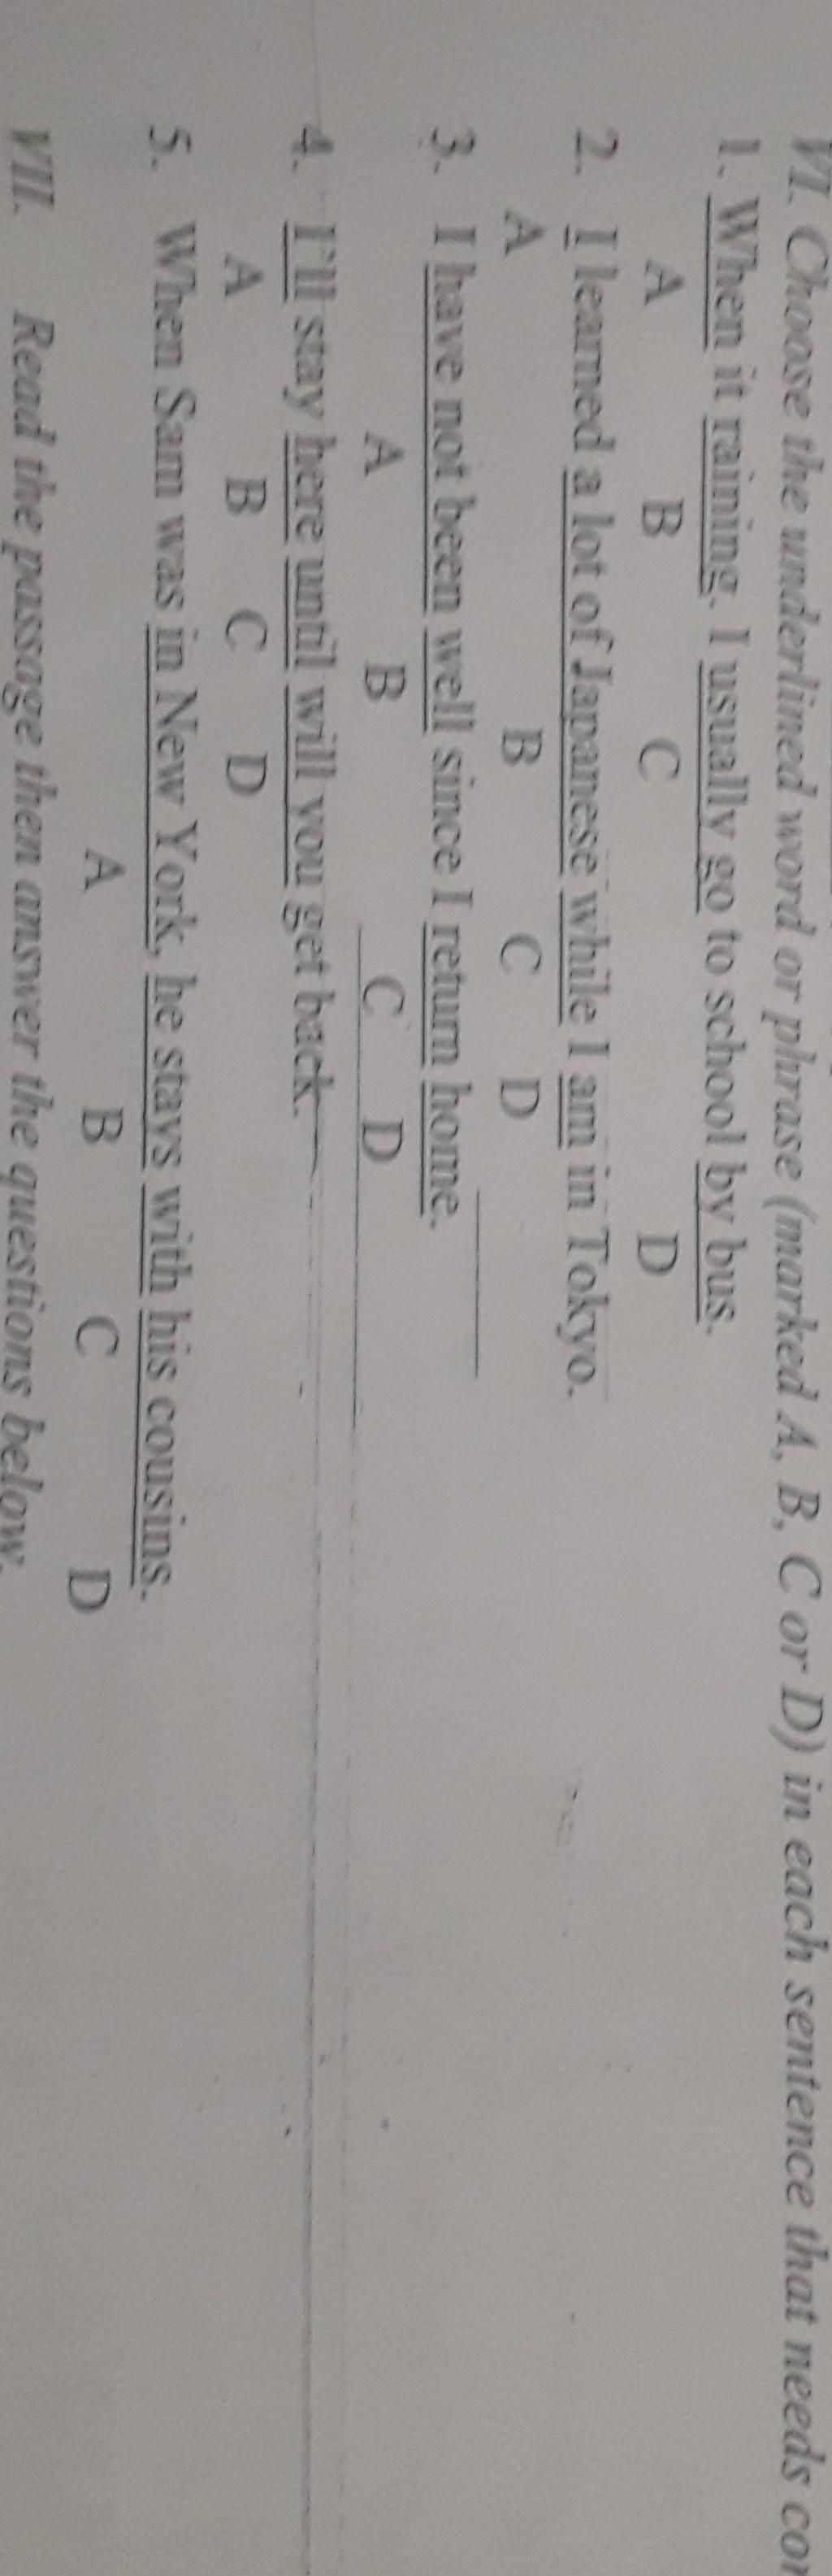 VI. Choose the underlined word or phrase (marked A, B, C or D) in each sentence that needs
1. When it raining, I usually go to school by bus.
A B C D
2. I learned a lot of Japanese while I am in Tokyo.
A B C D
3. I have not been well since I return home.
A B C D
4. I'll stay here until will you get back.
A B C D
5. When Sam was in New York, he stays with his cousins.
A B C D
VII. Read the passage then answer the questions below.